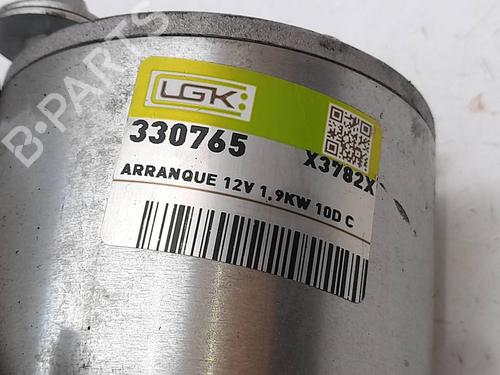 LGK
330765
X3782X
ARRANQUE 12V 1,9KW 10D C
B-PARTS